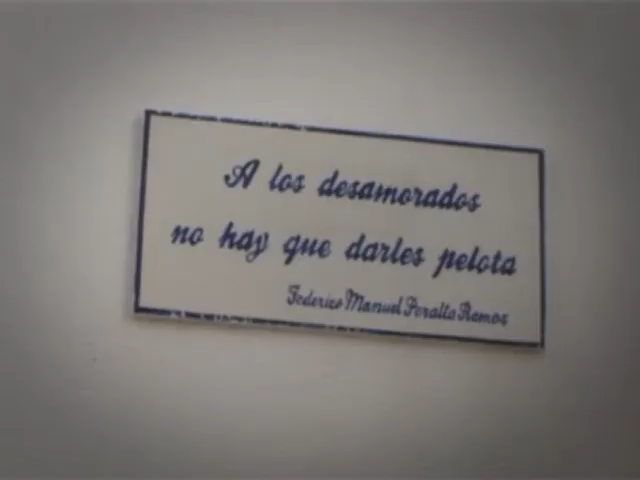 A los desamorados
no hay que darles pelota
Federico Manuel Peralta Ramos